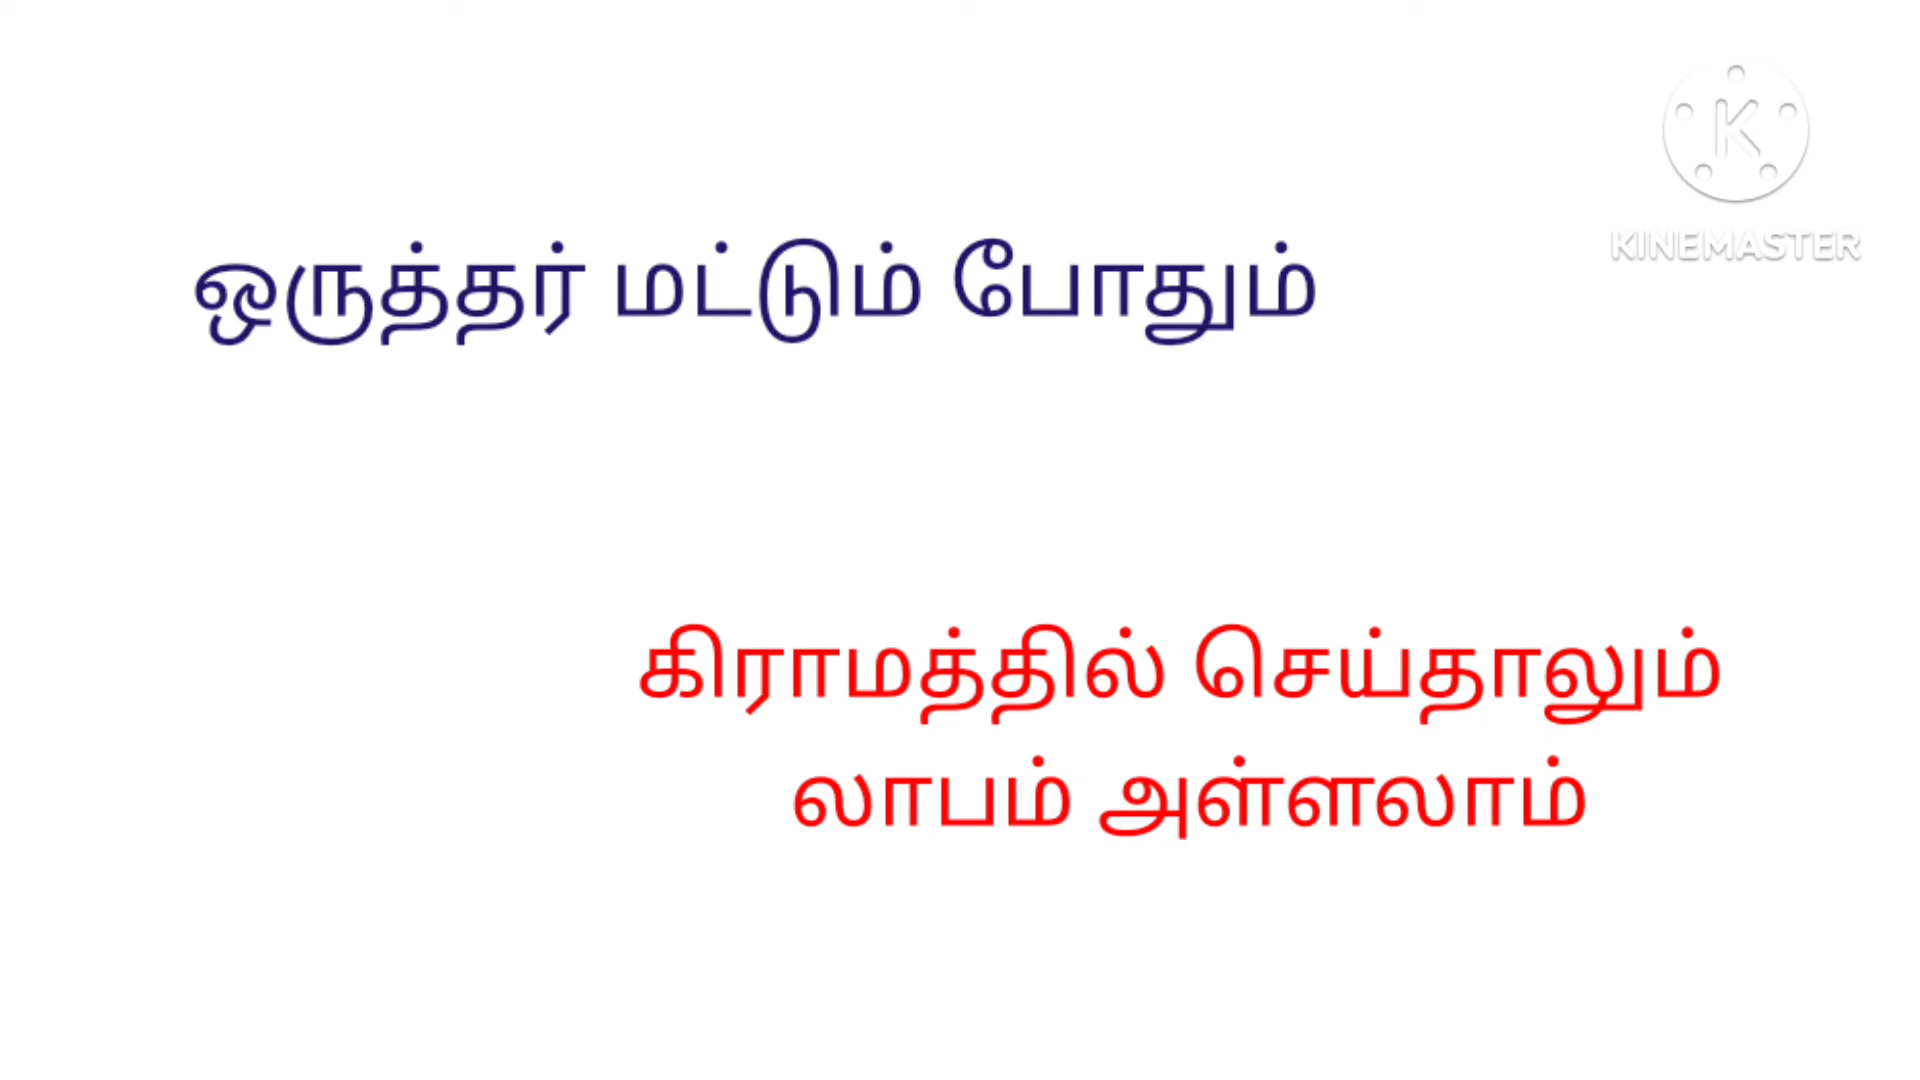 ஒருத்தர் மட்டும் போதும்
K
KINEMASTER
கிராமத்தில் செய்தாலும்
லாபம் அள்ளலாம்